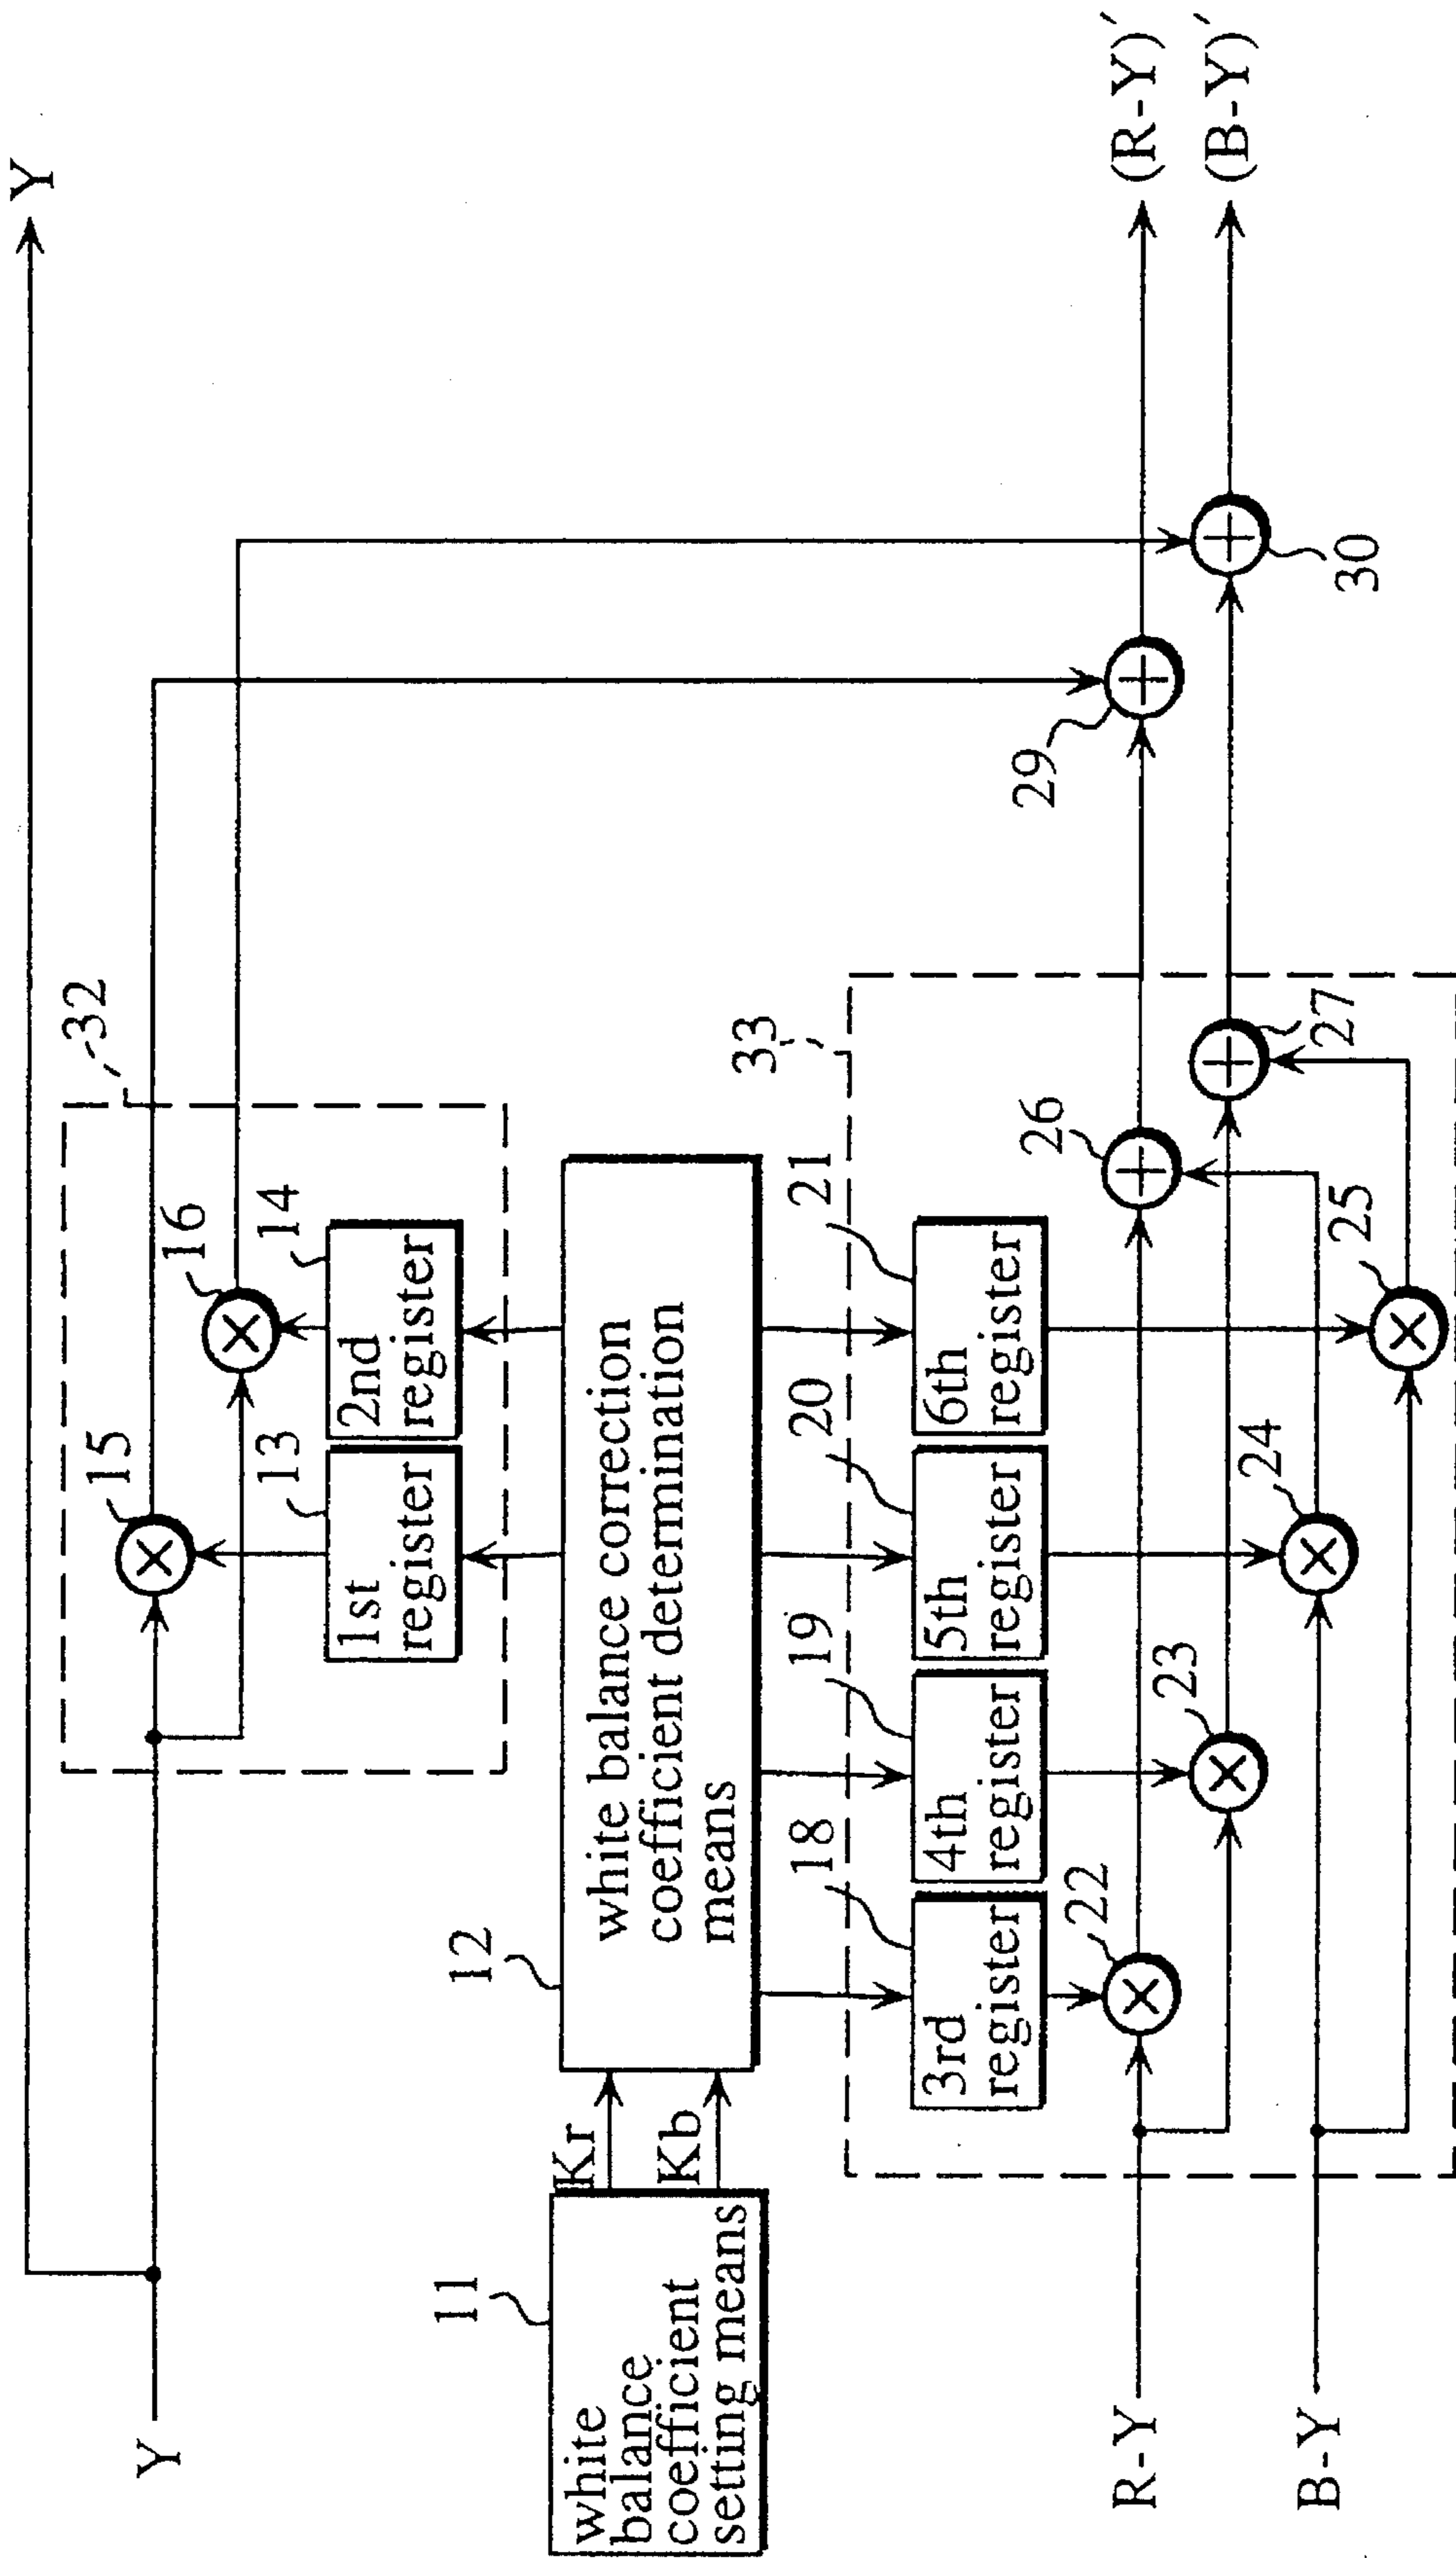 Y
Y
32
15
16
13
14
1st
register
2nd
register
11
white
balance
coefficient
setting means
Kr
Kb
12
white balance correction
coefficient determination
means
33
18
19
20
21
3rd
register
4th
register
5th
register
6th
register
22
23
24
25
26
27
29
30
R-Y
B-Y
(R-Y)´
(B-Y)´